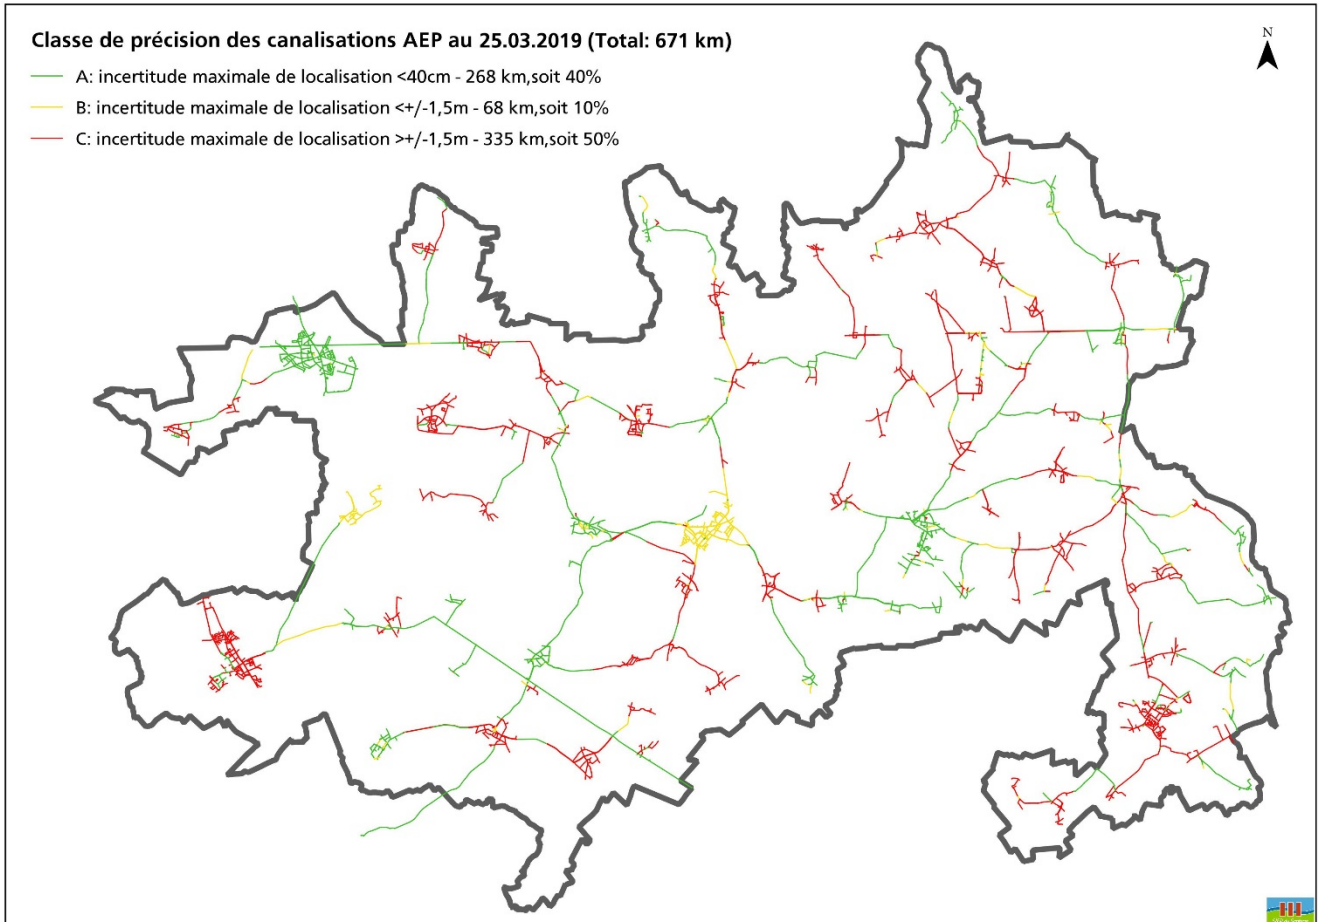 Classe de précision des canalisations AEP au 25.03.2019 (Total: 671 km)
N
A: incertitude maximale de localisation <40cm - 268 km,soit 40%
B: incertitude maximale de localisation <+/-1,5m - 68 km,soit 10%
C: incertitude maximale de localisation >+/-1,5m - 335 km,soit 50%